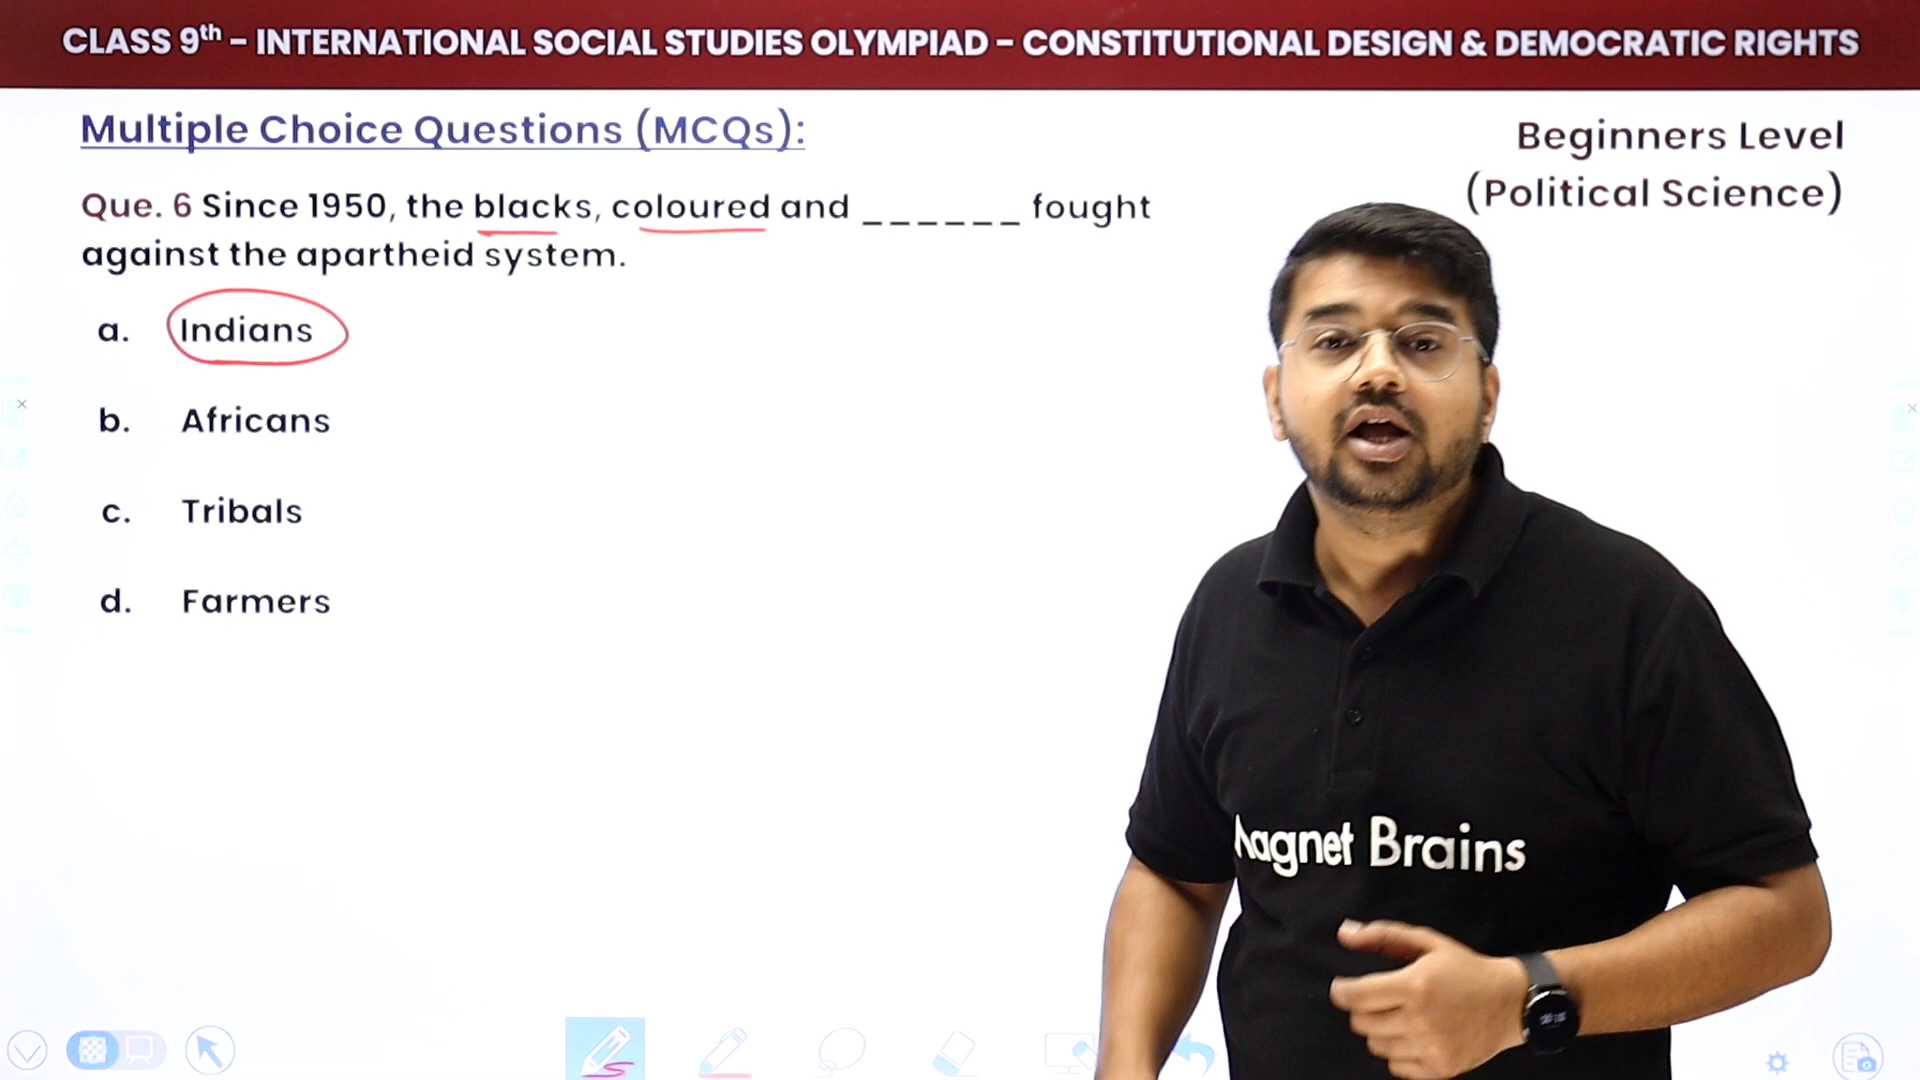 CLASS 9th – INTERNATIONAL SOCIAL STUDIES OLYMPIAD – CONSTITUTIONAL DESIGN & DEMOCRATIC RIGHTS
Multiple Choice Questions (MCQs):
Beginners Level
(Political Science)
Que. 6 Since 1950, the blacks, coloured and ______ fought
against the apartheid system.
a. Indians
b. Africans
c. Tribals
d. Farmers
Magnet Brains